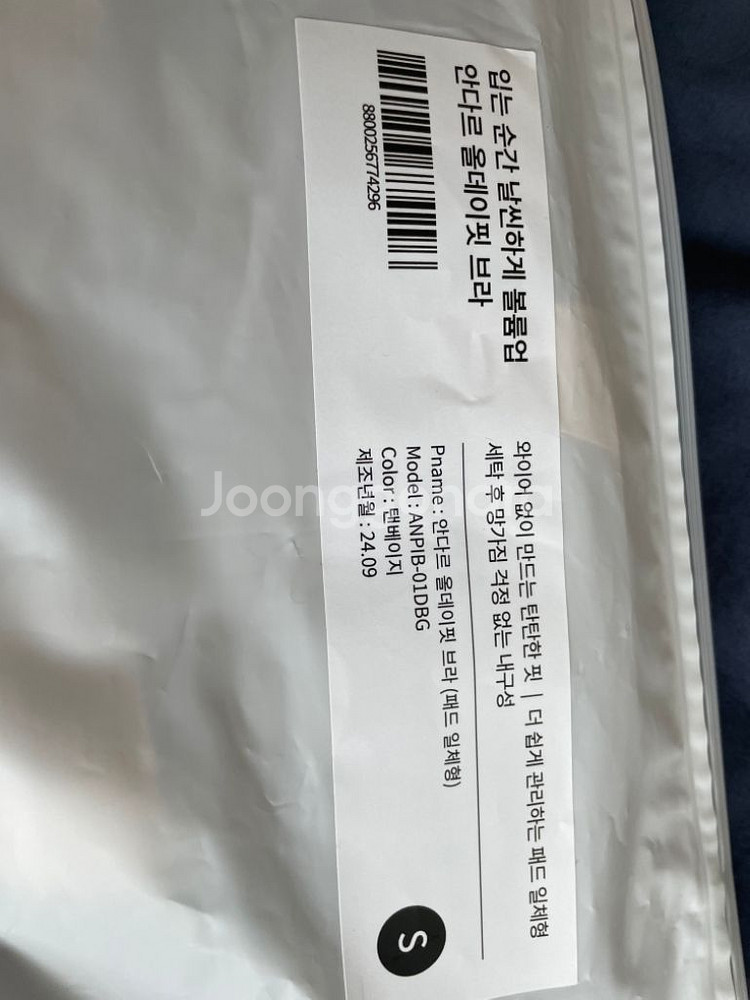 입는 순간 날씬하게 볼륨업
안다르 올데이핏 브라
8800256774296
와이어 없이 만드는 탄탄한 핏 | 더 쉽게 관리하는 패드 일체형
세탁 후 망가짐 걱정 없는 내구성
Pname : 안다르 올데이핏 브라 (패드 일체형)
Model : ANPIB-01DBG
Color : 탠베이지
제조년월 : 24.09
S
Joonggonara